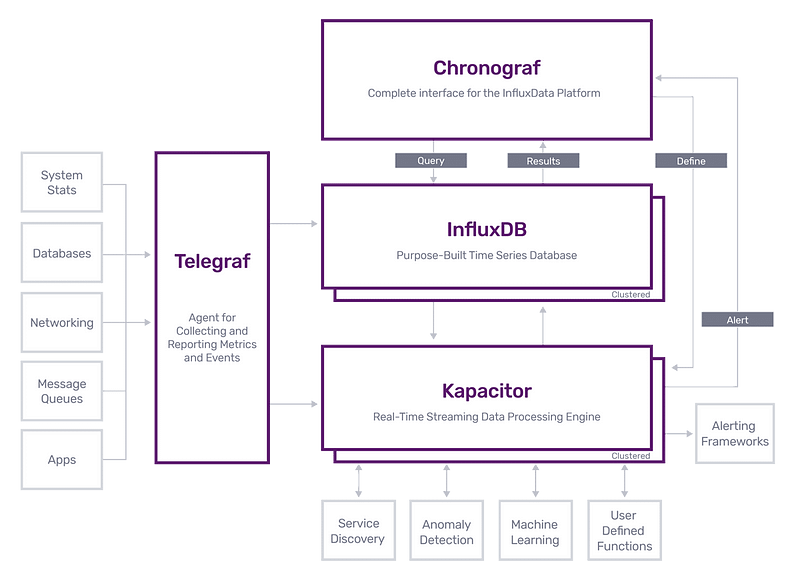 Chronograf
Complete interface for the InfluxData Platform
Query
Results
Define
System
Stats
Databases
Networking
Message
Queues
Apps
Telegraf
Agent for
Collecting and
Reporting Metrics
and Events
InfluxDB
Purpose-Built Time Series Database
Clustered
Alert
Kapacitor
Real-Time Streaming Data Processing Engine
Clustered
Alerting
Frameworks
Service
Discovery
Anomaly
Detection
Machine
Learning
User
Defined
Functions